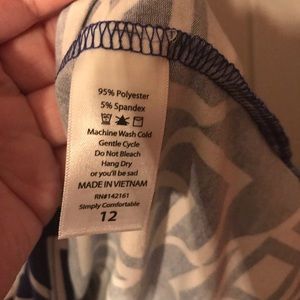 95% Polyester
5% Spandex
Machine Wash Cold
Gentle Cycle
Do Not Bleach
Hang Dry
or you'll be sad
MADE IN VIETNAM
RN#142161
Simply Comfortable
12